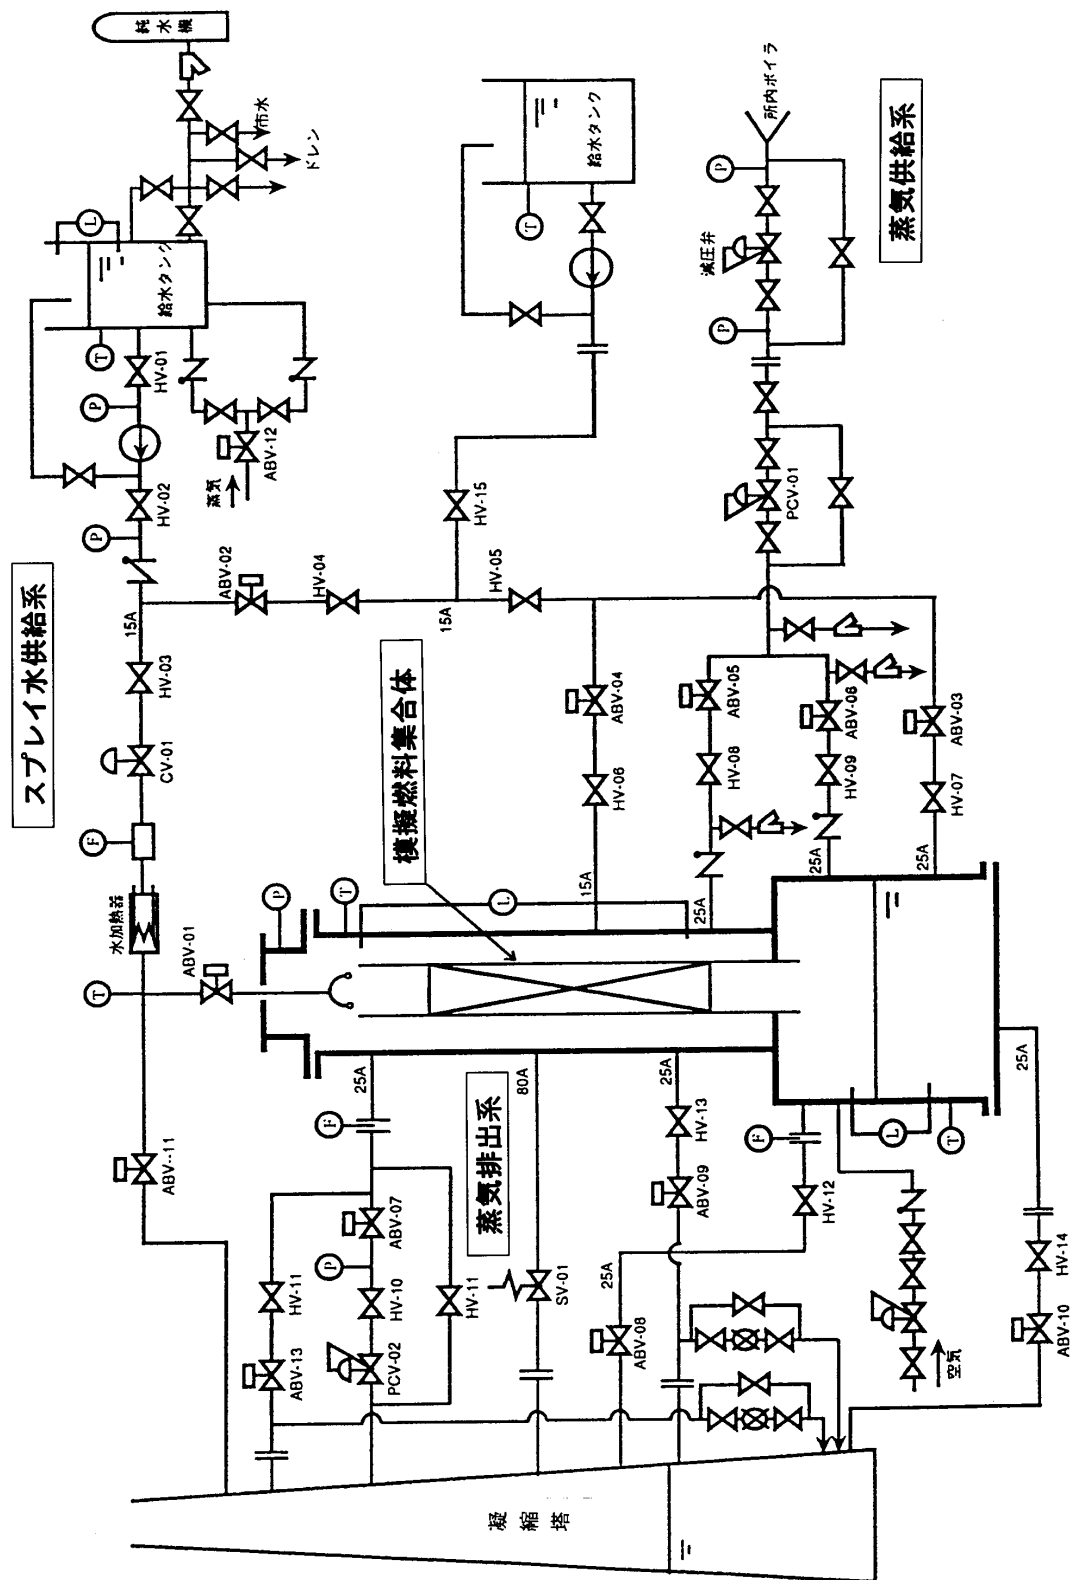 スプレイ水供給系
純水機
市水
ドレン
L
給水タンク
T
HV-01
P
HV-02
P
蒸気
ABV-12
15A
HV-03
CV-01
F
水加熱器
T
ABV-01
ABV--11
ABV-02
HV-04
15A
HV-15
HV-05
給水タンク
T
蒸気供給系
所内ボイラ
P
減圧弁
P
PCV-01
ABV-04
HV-06
15A
ABV-05
HV-08
25A
ABV-06
HV-09
25A
ABV-03
HV-07
25A
模擬燃料集合体
P
T
L
蒸気排出系
25A
F
ABV-07
P
HV-10
PCV-02
HV-11
ABV-13
HV-11
80A
SV-01
25A
HV-13
ABV-09
F
HV-12
25A
ABV-08
L
T
空気
25A
HV-14
ABV-10
凝縮塔